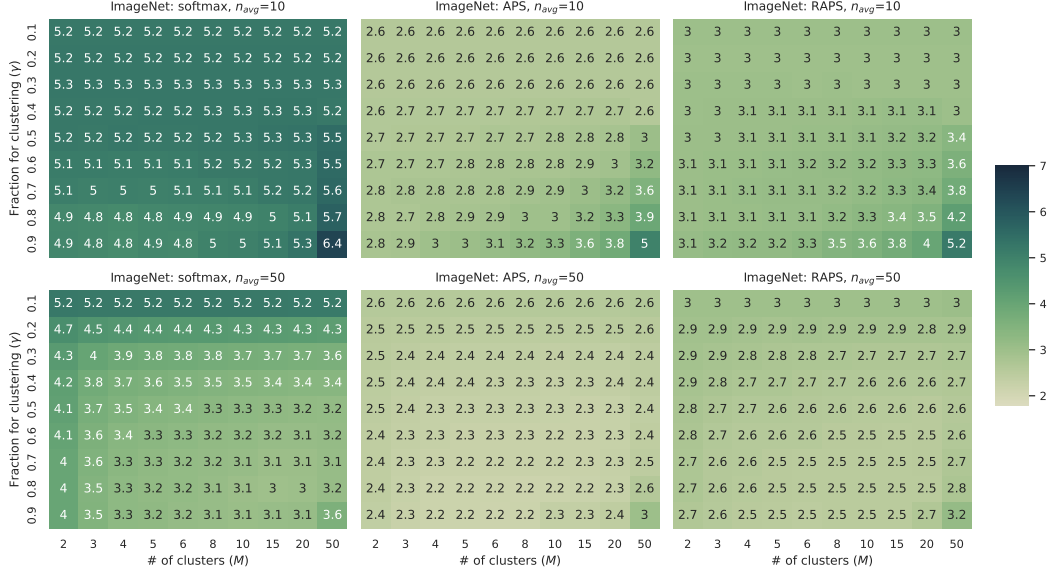 ImageNet: softmax, n_avg=10
ImageNet: APS, n_avg=10
ImageNet: RAPS, n_avg=10
Fraction for clustering (γ)
0.1 5.2 5.2 5.2 5.2 5.2 5.2 5.2 5.2 5.2 5.2 2.6 2.6 2.6 2.6 2.6 2.6 2.6 2.6 2.6 2.6 3 3 3 3 3 3 3 3 3 3
0.2 5.2 5.2 5.2 5.2 5.2 5.2 5.2 5.2 5.2 5.2 2.6 2.6 2.6 2.6 2.6 2.6 2.6 2.6 2.6 2.6 3 3 3 3 3 3 3 3 3 3
0.3 5.3 5.3 5.3 5.3 5.3 5.3 5.3 5.3 5.3 5.3 2.6 2.6 2.6 2.6 2.6 2.6 2.6 2.6 2.6 2.6 3 3 3 3 3 3 3 3 3 3
0.4 5.2 5.2 5.2 5.2 5.2 5.2 5.2 5.3 5.3 5.2 2.6 2.7 2.7 2.7 2.7 2.7 2.7 2.7 2.6 2.6 3 3 3.1 3.1 3.1 3.1 3.1 3.1 3.1 3
0.5 5.2 5.2 5.2 5.2 5.2 5.2 5.3 5.3 5.3 5.5 2.7 2.7 2.7 2.7 2.7 2.7 2.8 2.8 2.8 3 3 3 3.1 3.1 3.1 3.1 3.1 3.2 3.2 3.4
0.6 5.1 5.1 5.1 5.1 5.2 5.2 5.2 5.2 5.3 5.5 2.7 2.7 2.7 2.7 2.8 2.8 2.8 2.9 3 3.2 3.1 3.1 3.1 3.1 3.2 3.2 3.2 3.3 3.3 3.6
0.7 5.1 5 5 5 5.1 5.1 5.2 5.2 5.2 5.6 2.8 2.8 2.7 2.8 2.8 2.9 2.9 3 3.2 3.6 3.1 3.1 3.1 3.1 3.1 3.2 3.2 3.3 3.4 3.8
0.8 4.9 4.8 4.8 4.8 4.9 4.9 4.9 5 5.1 5.7 2.8 2.7 2.8 2.9 2.9 3 3 3.2 3.3 3.9 3.1 3.1 3.1 3.1 3.1 3.2 3.3 3.4 3.5 4.2
0.9 4.9 4.8 4.8 4.8 4.8 5 5 5.1 5.3 6.4 2.8 2.9 3 3 3.1 3.2 3.3 3.6 3.8 5 3.1 3.2 3.2 3.2 3.3 3.5 3.6 3.8 4 5.2
7
6
5
4
3
2
ImageNet: softmax, n_avg=50
ImageNet: APS, n_avg=50
ImageNet: RAPS, n_avg=50
Fraction for clustering (γ)
0.1 5.2 5.2 5.2 5.2 5.2 5.2 5.2 5.2 5.2 5.2 2.6 2.6 2.6 2.6 2.6 2.6 2.6 2.6 2.6 2.6 3 3 3 3 3 3 3 3 3 3
0.2 4.7 4.5 4.4 4.4 4.4 4.3 4.3 4.3 4.3 4.3 2.5 2.5 2.5 2.5 2.5 2.5 2.5 2.5 2.5 2.6 2.9 2.9 2.9 2.9 2.9 2.9 2.9 2.9 2.8 2.9
0.3 4.3 4 3.9 3.8 3.8 3.8 3.7 3.7 3.7 3.6 2.5 2.4 2.4 2.4 2.4 2.4 2.4 2.4 2.4 2.4 2.9 2.9 2.8 2.8 2.8 2.7 2.7 2.7 2.7 2.7
0.4 4.2 3.8 3.7 3.6 3.5 3.5 3.5 3.4 3.4 3.4 2.5 2.4 2.4 2.4 2.3 2.3 2.3 2.3 2.4 2.4 2.9 2.8 2.7 2.7 2.7 2.7 2.6 2.6 2.6 2.7
0.5 4.1 3.7 3.5 3.4 3.4 3.3 3.3 3.3 3.2 3.2 2.5 2.4 2.3 2.3 2.3 2.3 2.3 2.3 2.3 2.4 2.8 2.7 2.7 2.6 2.6 2.6 2.6 2.6 2.6 2.6
0.6 4.1 3.6 3.4 3.3 3.3 3.2 3.2 3.2 3.1 3.2 2.4 2.3 2.3 2.3 2.2 2.2 2.3 2.3 2.3 2.4 2.8 2.7 2.6 2.6 2.6 2.5 2.5 2.5 2.5 2.6
0.7 4 3.6 3.3 3.3 3.2 3.2 3.1 3.1 3.1 3.1 2.4 2.3 2.2 2.2 2.2 2.2 2.2 2.3 2.3 2.5 2.7 2.6 2.6 2.5 2.5 2.5 2.5 2.5 2.5 2.7
0.8 4 3.5 3.3 3.2 3.2 3.1 3.1 3 3 3.2 2.4 2.3 2.2 2.2 2.2 2.2 2.2 2.2 2.3 2.6 2.7 2.6 2.6 2.5 2.5 2.5 2.5 2.5 2.5 2.8
0.9 4 3.5 3.3 3.2 3.2 3.1 3.1 3.1 3.2 3.6 2.4 2.3 2.2 2.2 2.2 2.2 2.3 2.3 2.4 3 2.7 2.6 2.5 2.5 2.5 2.5 2.5 2.5 2.7 3.2
2 3 4 5 6 8 10 15 20 50 2 3 4 5 6 8 10 15 20 50 2 3 4 5 6 8 10 15 20 50
# of clusters (M)
# of clusters (M)
# of clusters (M)